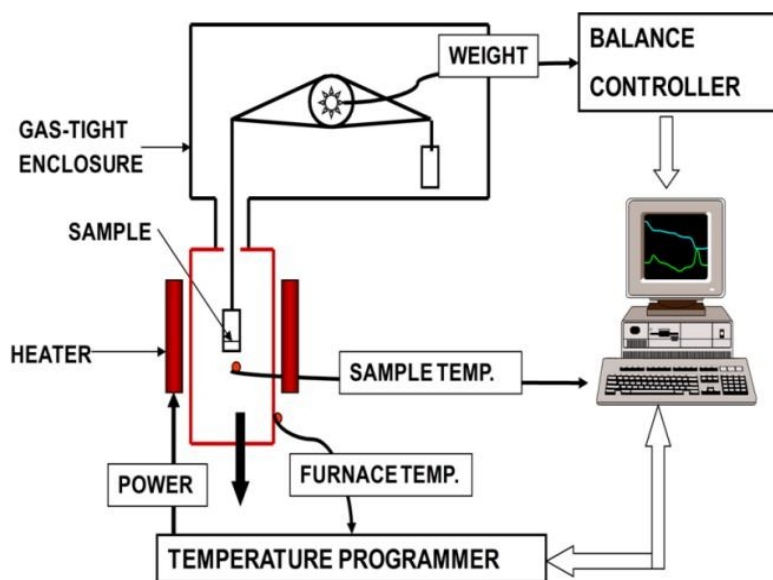 WEIGHT
BALANCE
CONTROLLER
GAS-TIGHT
ENCLOSURE
SAMPLE
HEATER
SAMPLE TEMP.
POWER
FURNACE TEMP.
TEMPERATURE PROGRAMMER